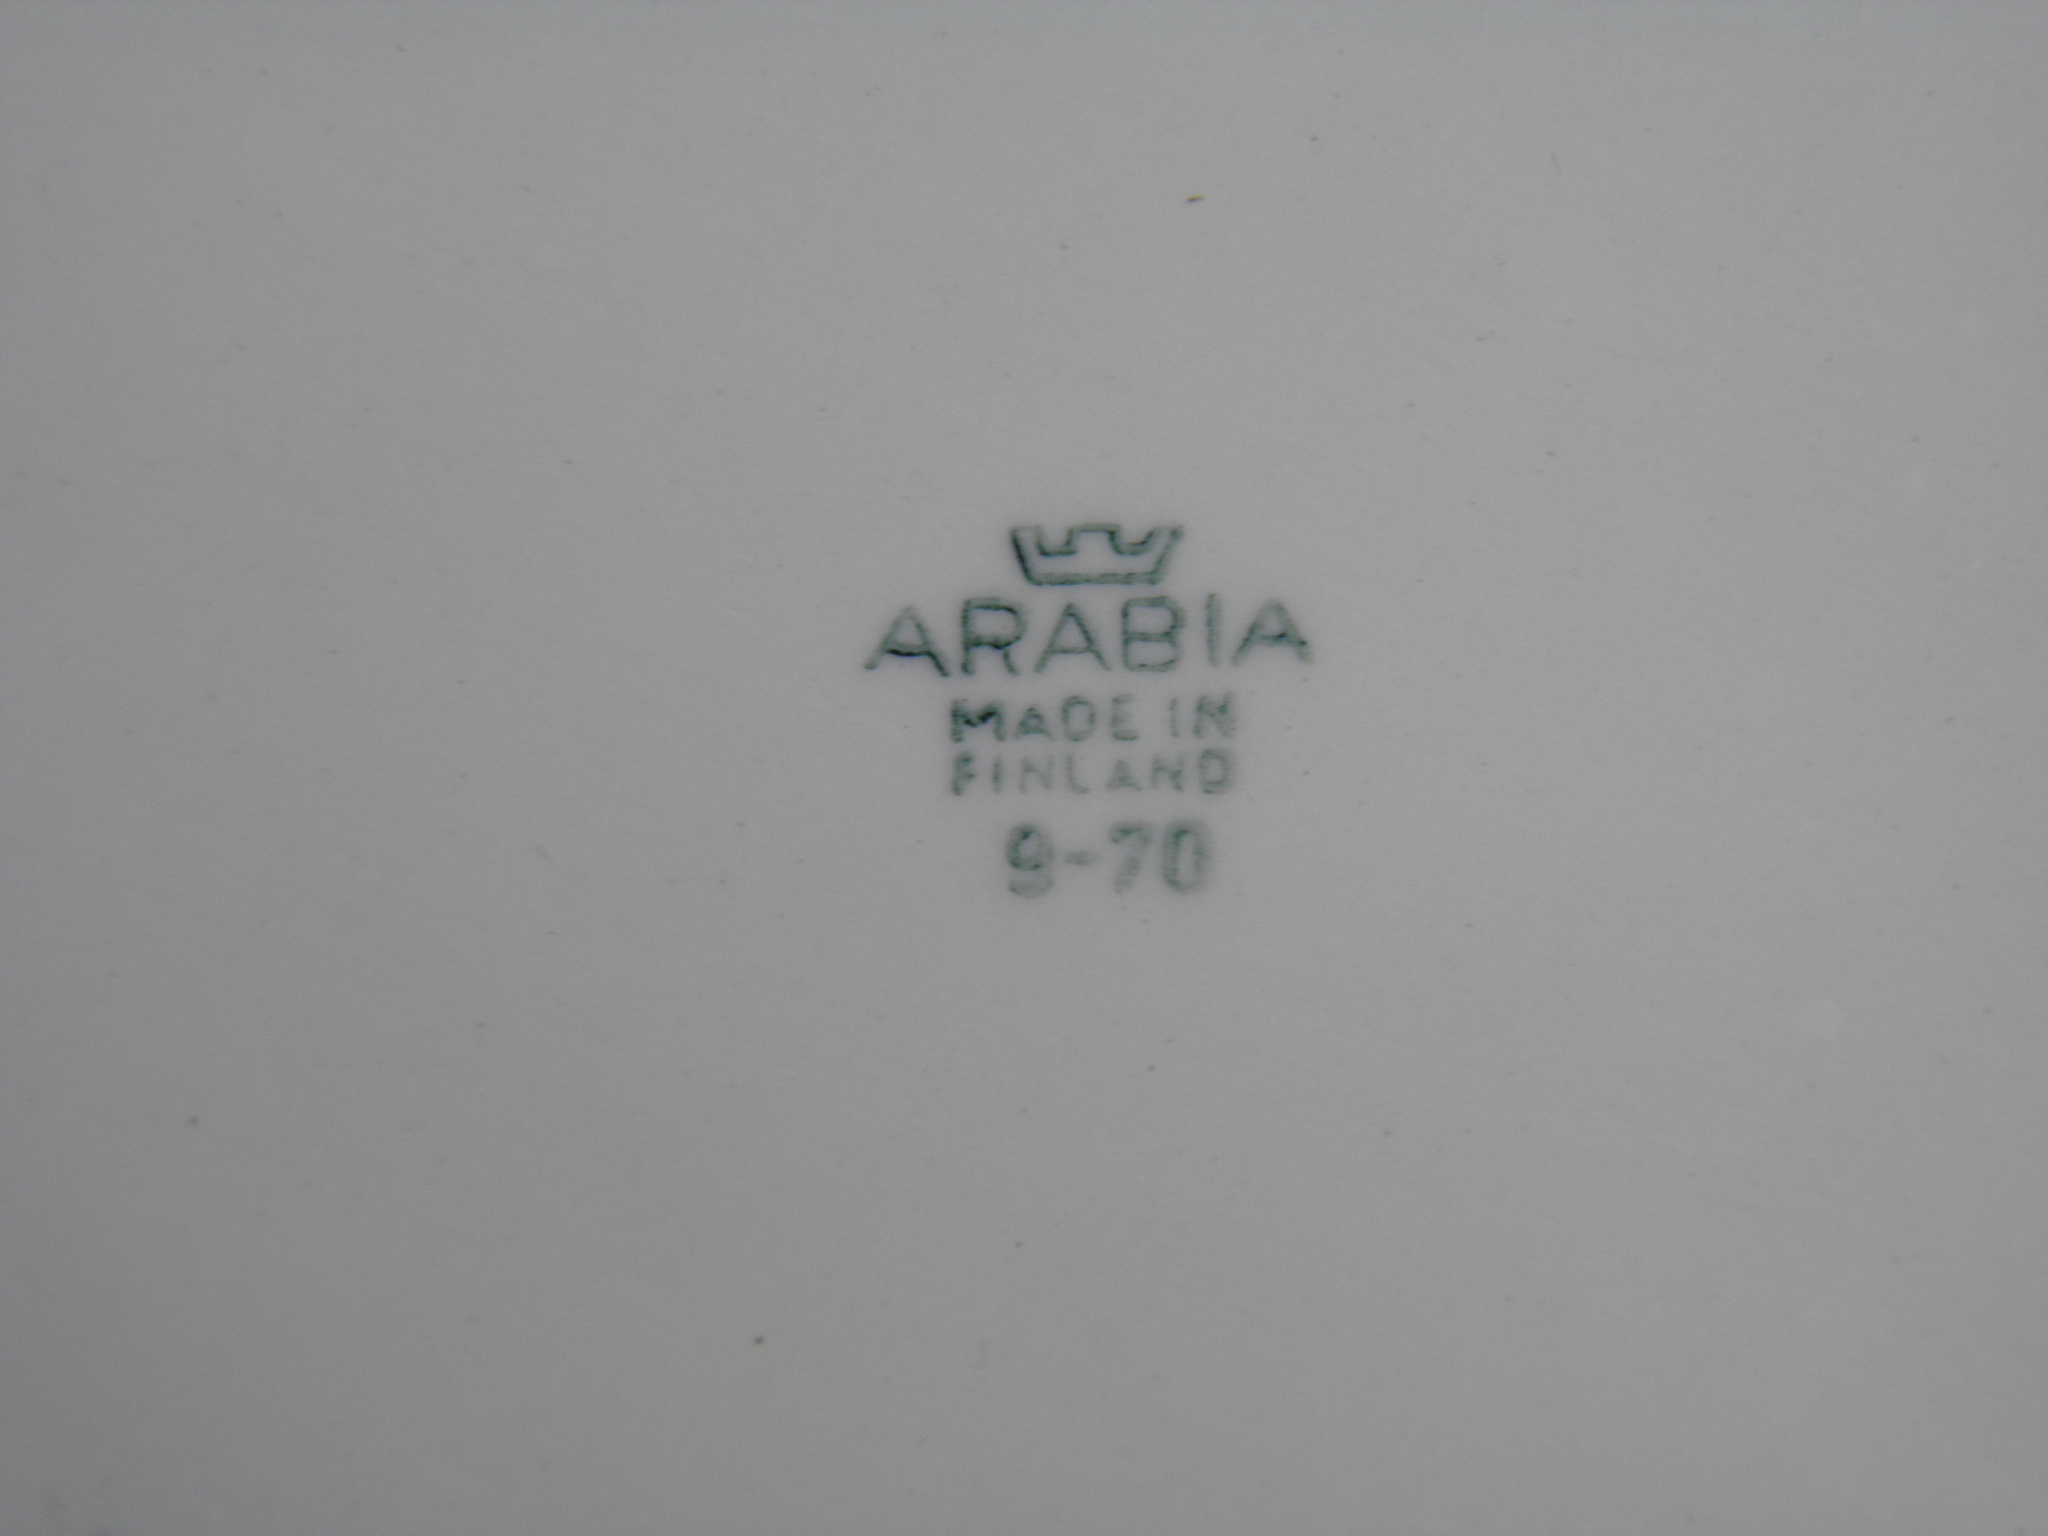 ARABIA
MADE IN
FINLAND
9-70